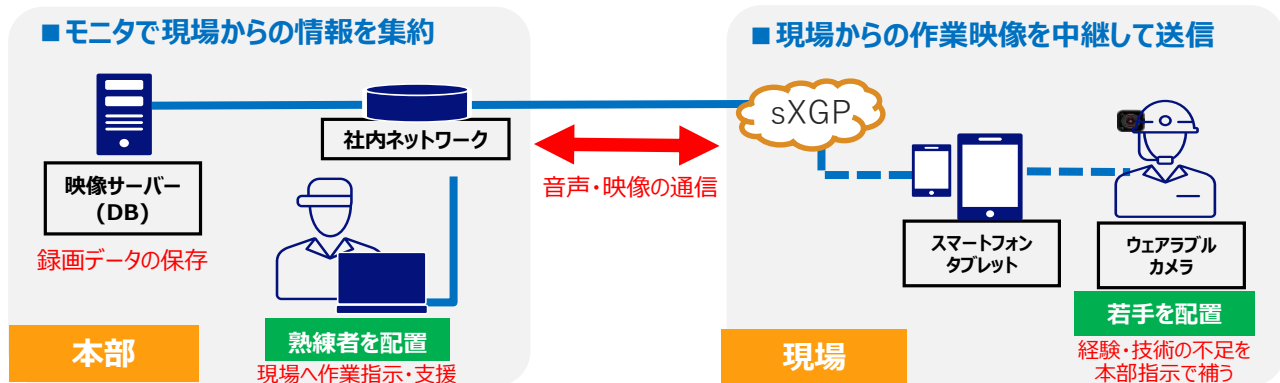 ■モニタで現場からの情報を集約
社内ネットワーク
映像サーバー
(DB)
録画データの保存
熟練者を配置
現場へ作業指示・支援
本部
音声・映像の通信
■現場からの作業映像を中継して送信
sXGP
スマートフォン
タブレット
ウェアラブル
カメラ
若手を配置
経験・技術の不足を
本部指示で補う
現場